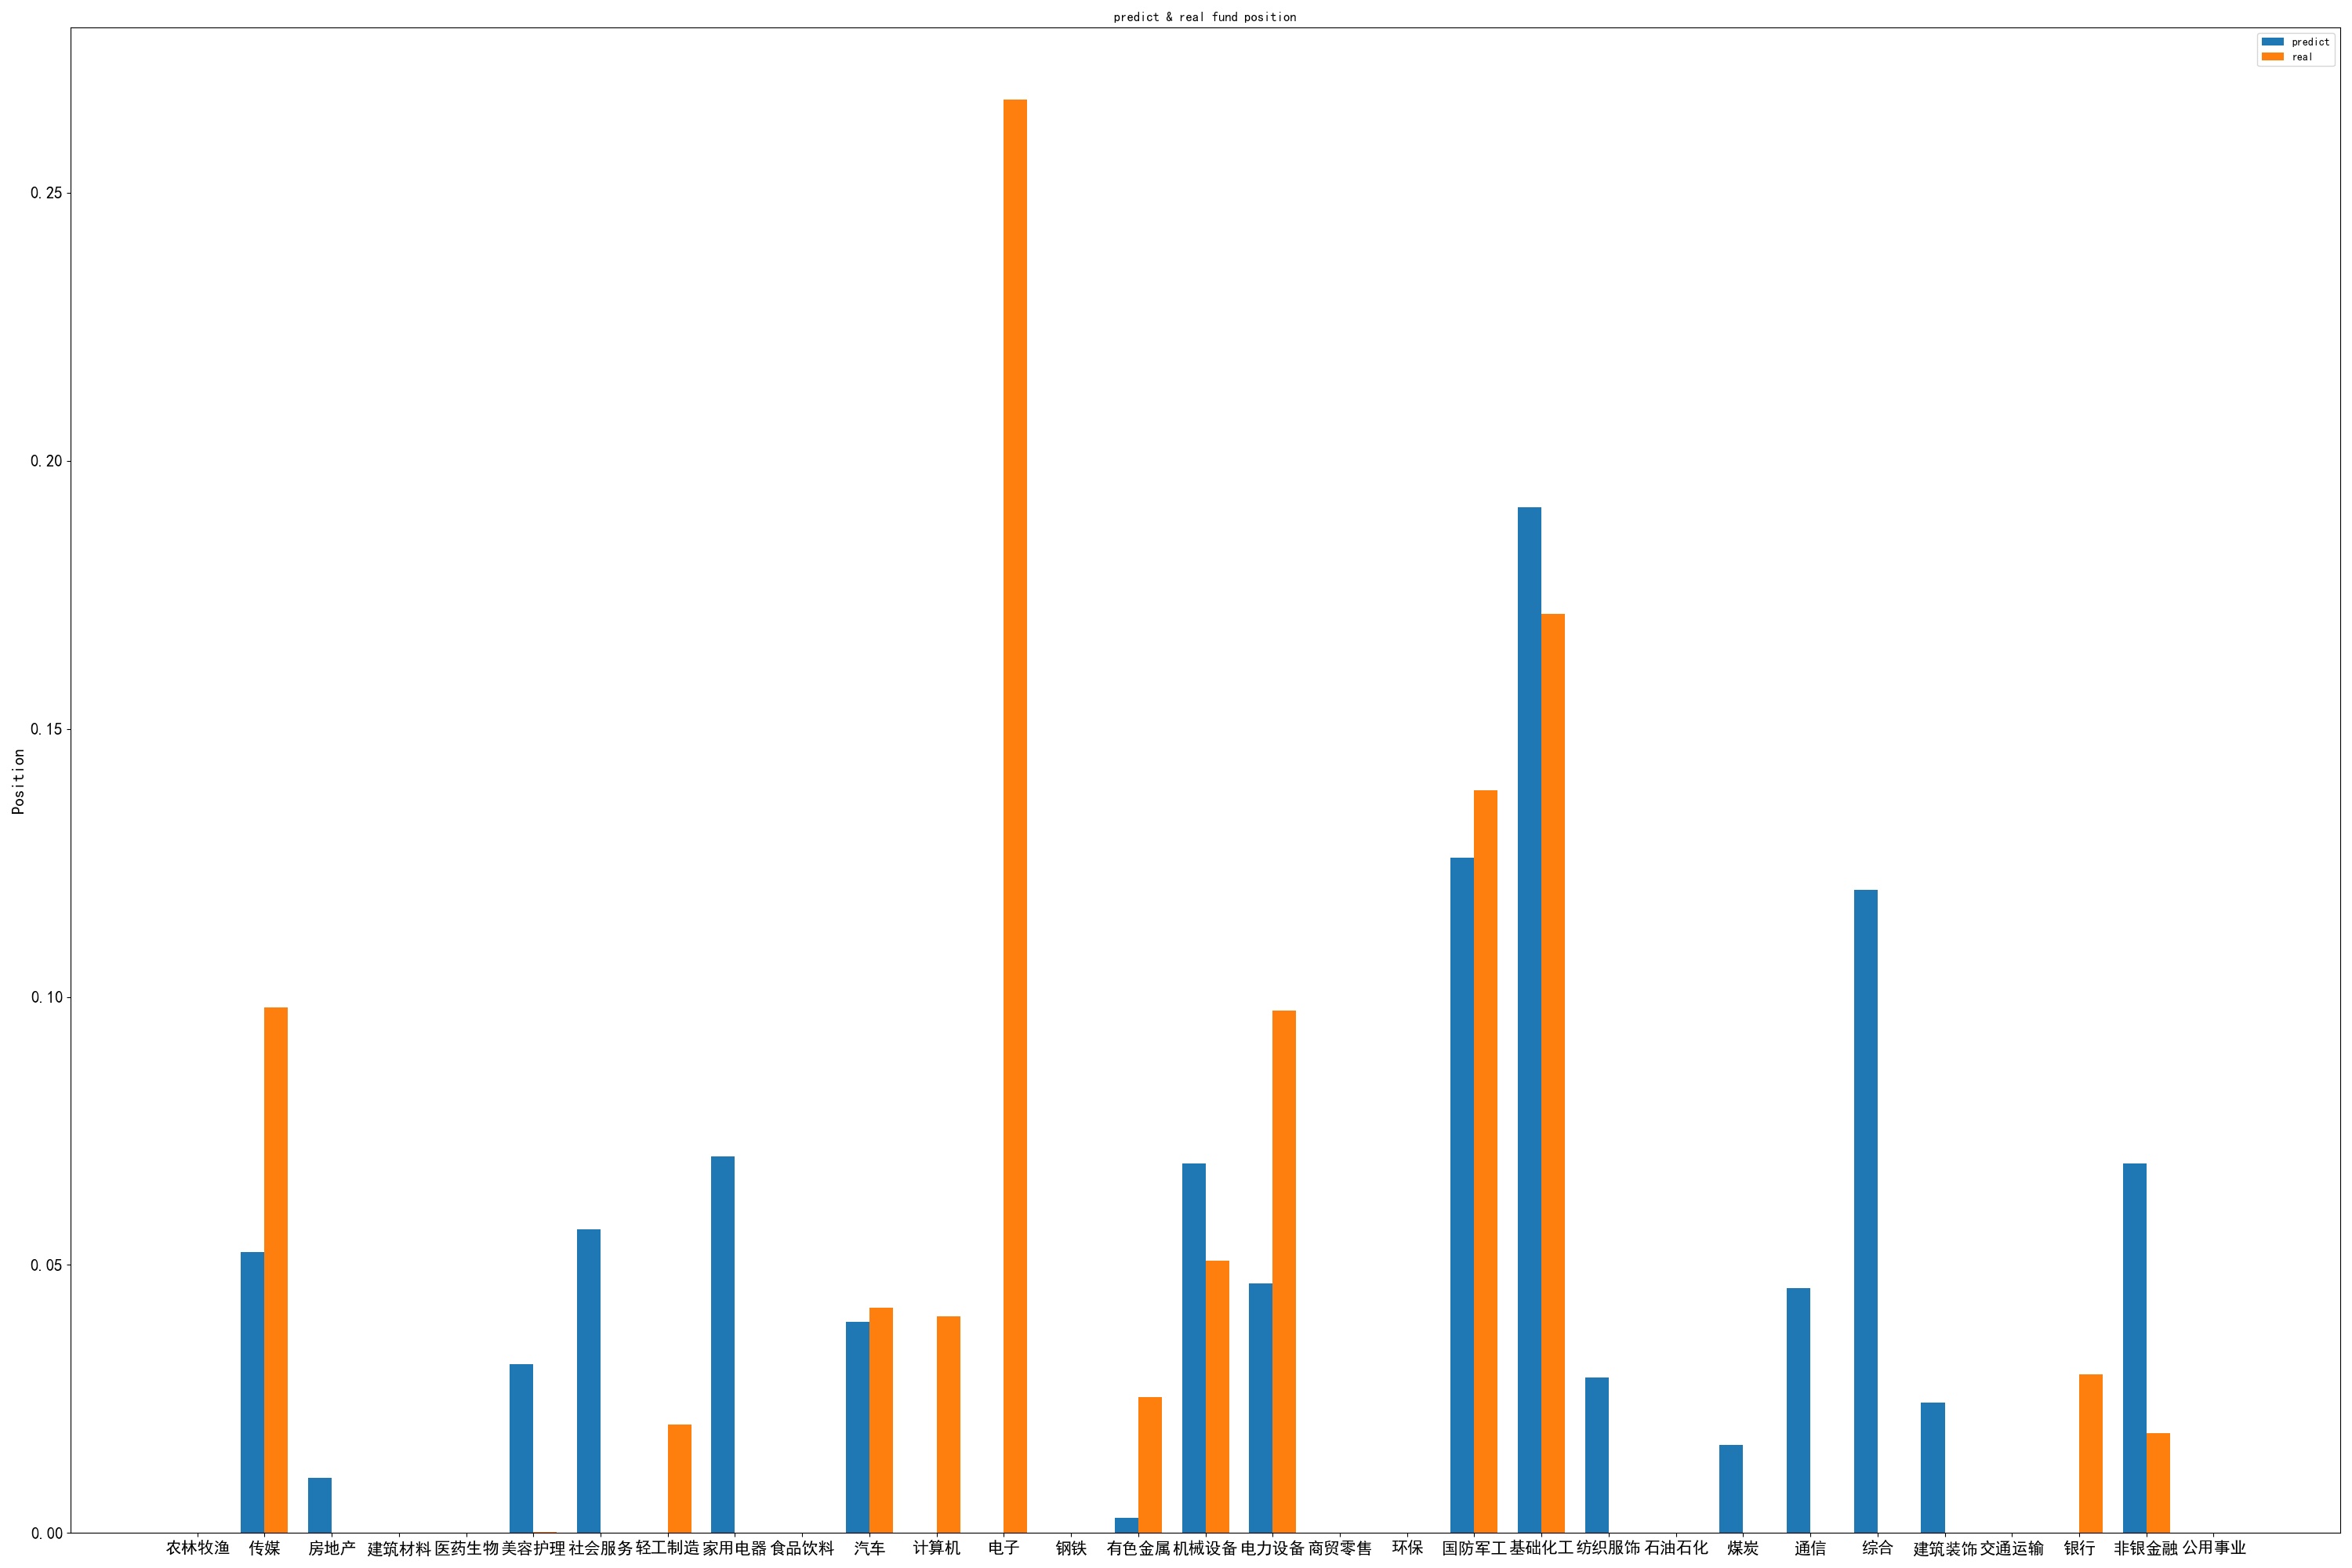 predict & real fund position
predict
real
0.25
0.20
0.15
0.10
0.05
0.00
Position
农林牧渔 传媒 房地产 建筑材料 医药生物 美容护理 社会服务 轻工制造 家用电器 食品饮料 汽车 计算机 电子 钢铁 有色金属 机械设备 电力设备 商贸零售 环保 国防军工 基础化工 纺织服饰 石油石化 煤炭 通信 综合 建筑装饰 交通运输 银行 非银金融 公用事业